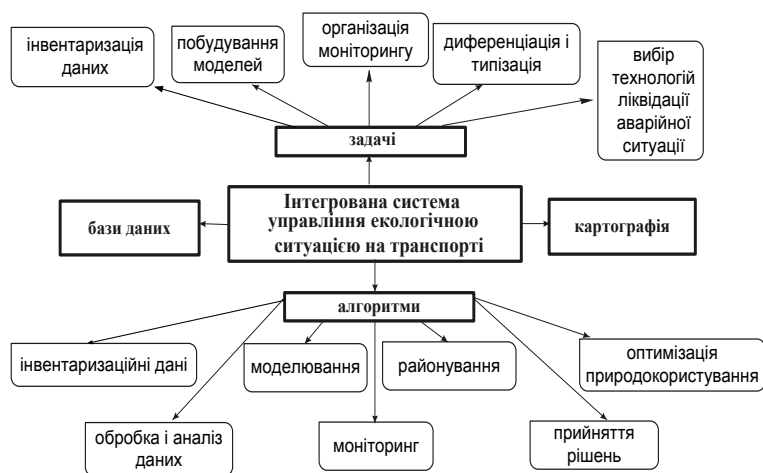 інвентаризація
даних
побудування
моделей
організація
моніторингу
диференціація і
типізація
вибір
технологій
ліквідації
аварійної
ситуації
задачі
бази даних
Інтегрована система
управління екологічною
ситуацією на транспорті
картографія
алгоритми
інвентаризаційні дані
моделювання
районування
оптимізація
природокористування
обробка і аналіз
даних
моніторинг
прийняття
рішень